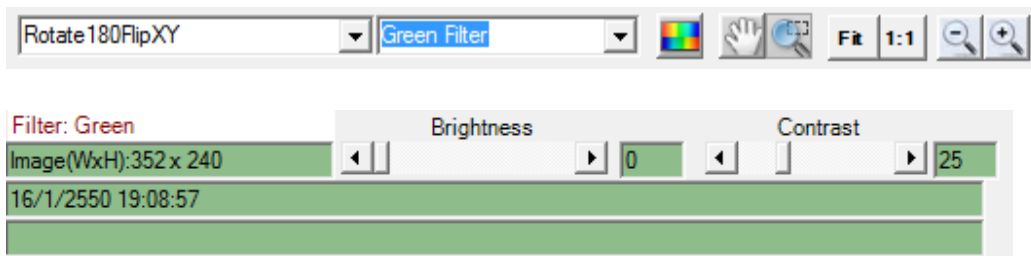 Rotate180FlipXY Green Filter Fit 1:1
Filter: Green Brightness Contrast
Image(WxH):352 x 240 0 25
16/1/2550 19:08:57